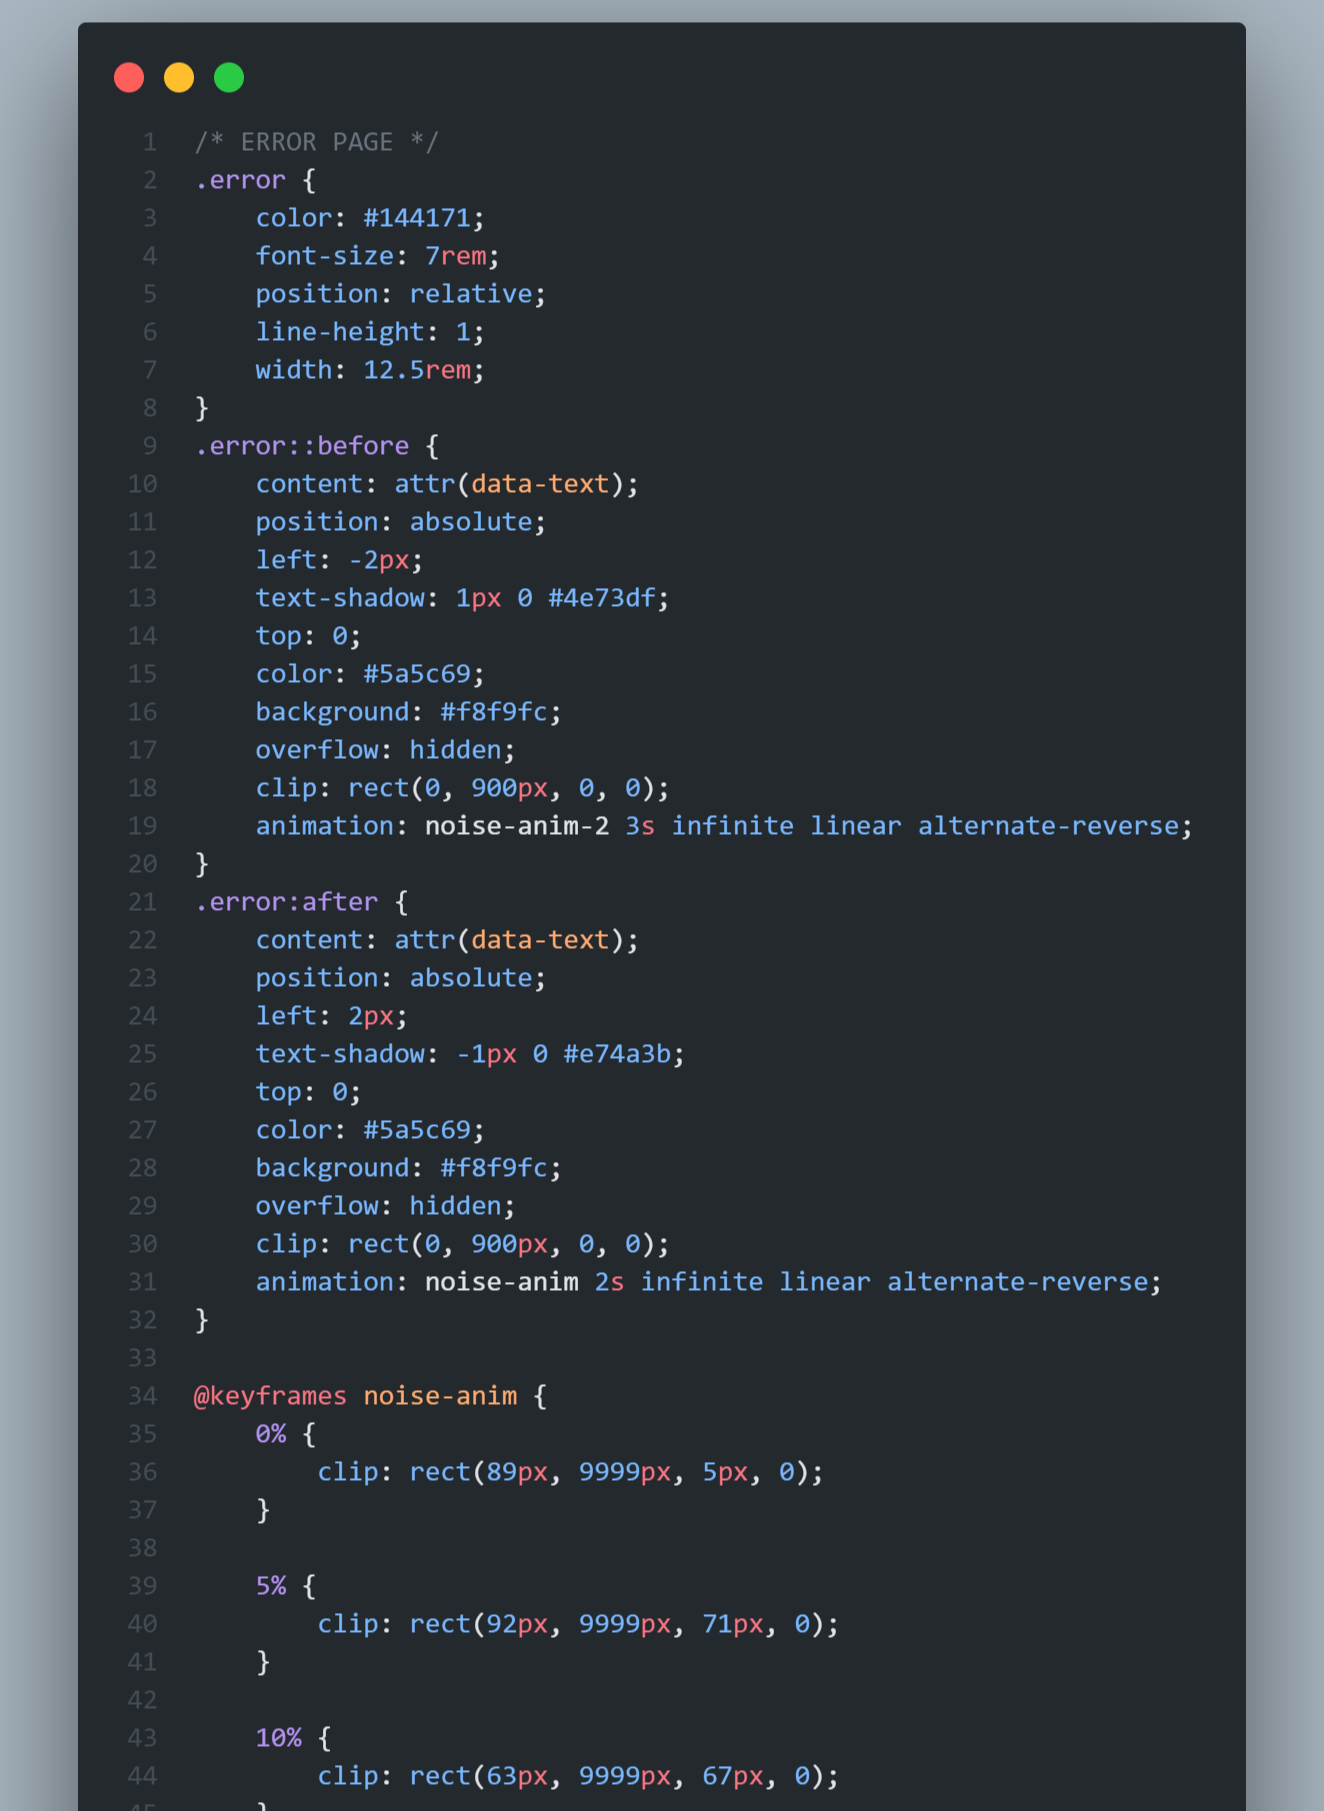 1 /* ERROR PAGE */
2 .error {
3     color: #144171;
4     font-size: 7rem;
5     position: relative;
6     line-height: 1;
7     width: 12.5rem;
8 }
9 .error::before {
10     content: attr(data-text);
11     position: absolute;
12     left: -2px;
13     text-shadow: 1px 0 #4e73df;
14     top: 0;
15     color: #5a5c69;
16     background: #f8f9fc;
17     overflow: hidden;
18     clip: rect(0, 900px, 0, 0);
19     animation: noise-anim-2 3s infinite linear alternate-reverse;
20 }
21 .error:after {
22     content: attr(data-text);
23     position: absolute;
24     left: 2px;
25     text-shadow: -1px 0 #e74a3b;
26     top: 0;
27     color: #5a5c69;
28     background: #f8f9fc;
29     overflow: hidden;
30     clip: rect(0, 900px, 0, 0);
31     animation: noise-anim 2s infinite linear alternate-reverse;
32 }
33
34 @keyframes noise-anim {
35     0% {
36         clip: rect(89px, 9999px, 5px, 0);
37     }
38
39     5% {
40         clip: rect(92px, 9999px, 71px, 0);
41     }
42
43     10% {
44         clip: rect(63px, 9999px, 67px, 0);
45     }